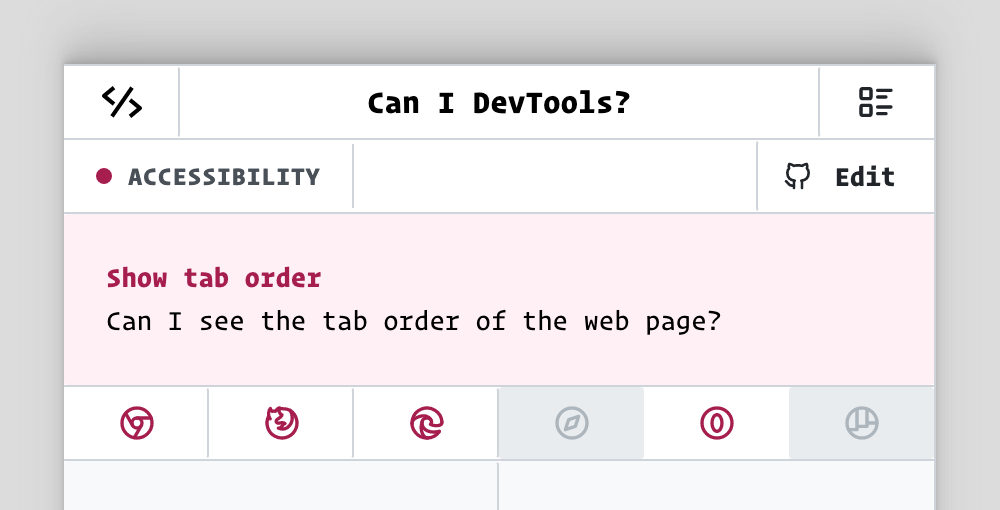 Can I DevTools?
ACCESSIBILITY
Edit
Show tab order
Can I see the tab order of the web page?